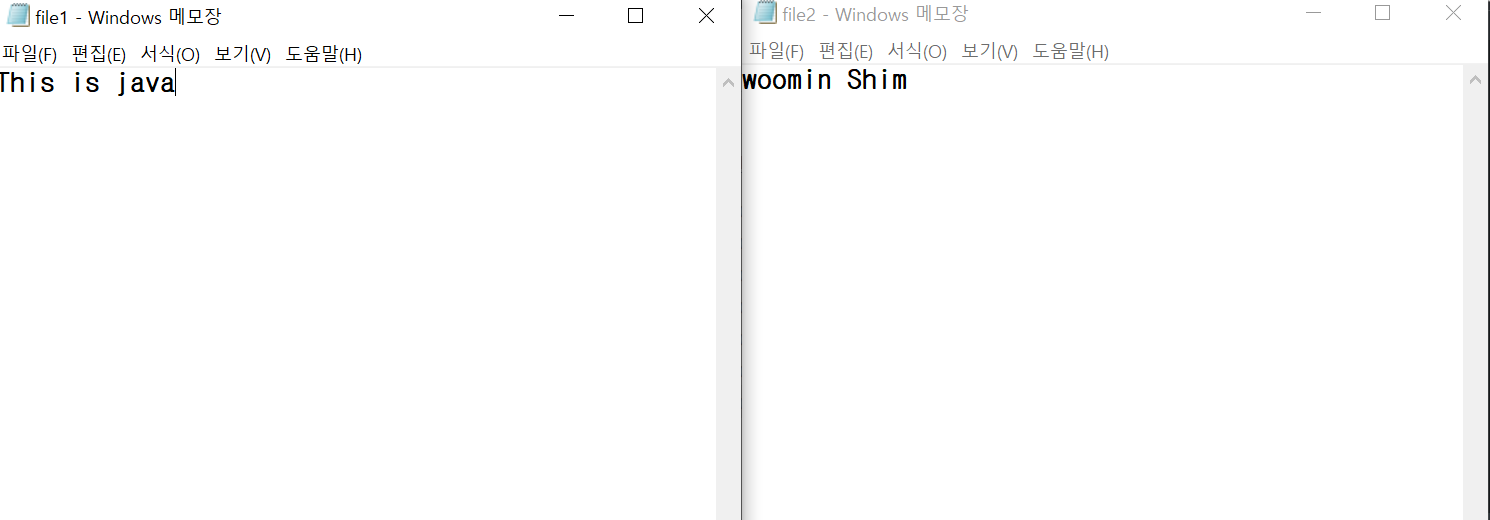 file1 - Windows 메모장
파일(F) 편집(E) 서식(O) 보기(V) 도움말(H)
This is java
file2 - Windows 메모장
파일(F) 편집(E) 서식(O) 보기(V) 도움말(H)
woomin Shim